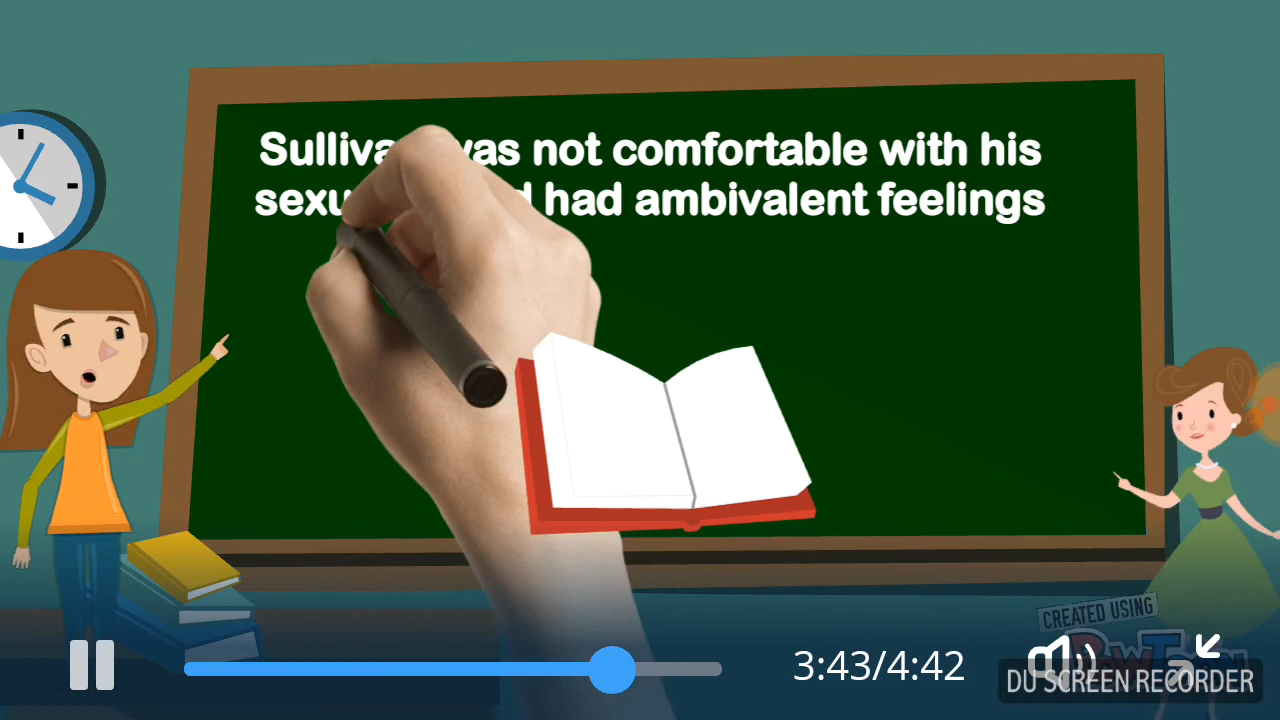 Sulliva was not comfortable with his
sexu had ambivalent feelings
3:43/4:42
CREATED USING
POWTOON
DU SCREEN RECORDER